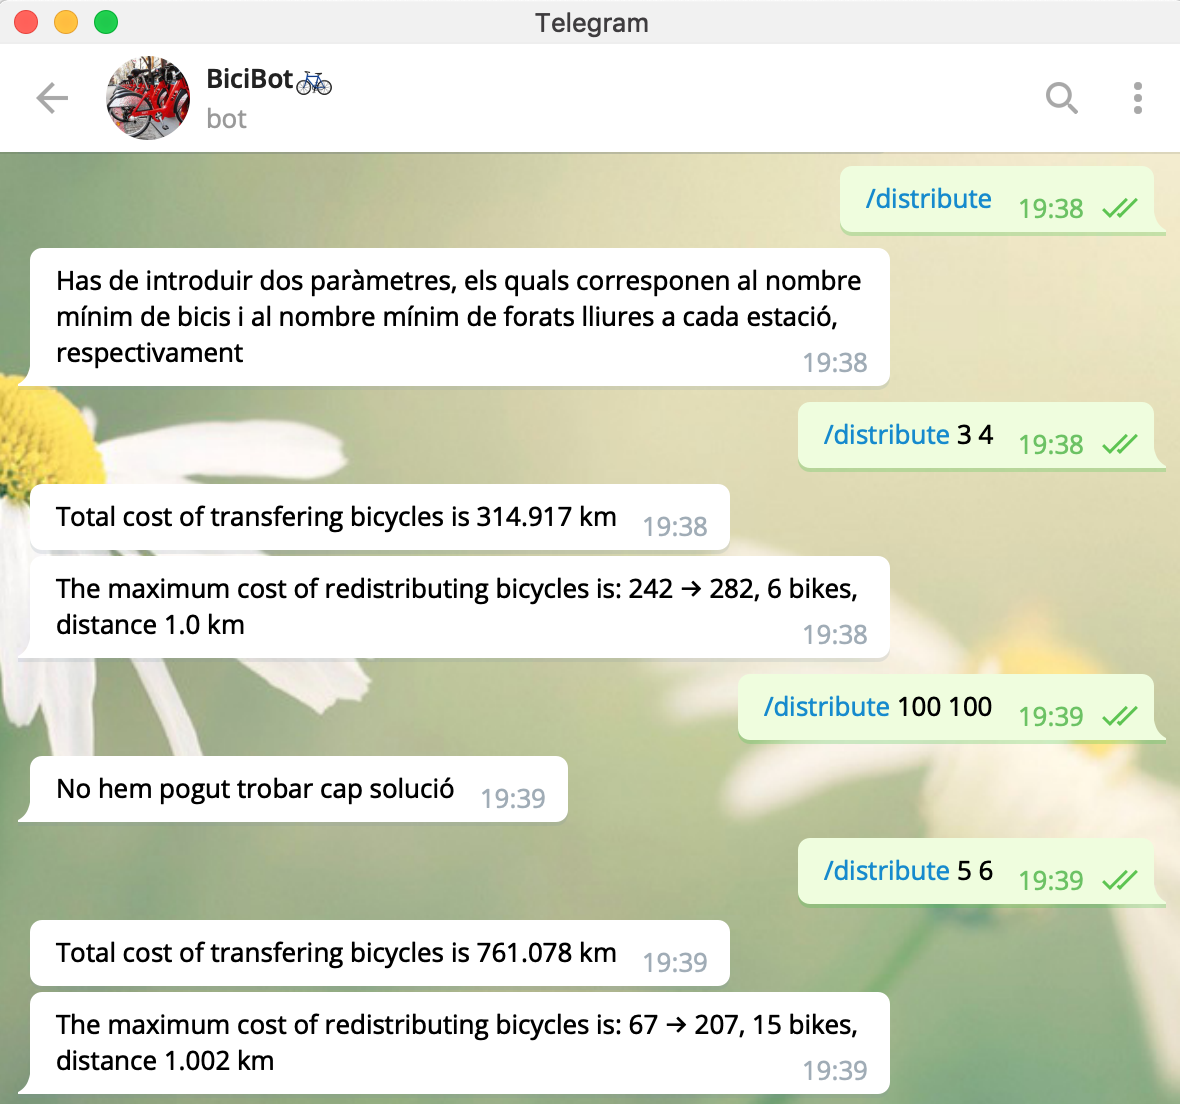 Telegram
BiciBot🚲
bot
/distribute 19:38
Has de introduir dos paràmetres, els quals corresponen al nombre
mínim de bicis i al nombre mínim de forats lliures a cada estació,
respectivament
19:38
/distribute 3 4 19:38
Total cost of transfering bicycles is 314.917 km 19:38
The maximum cost of redistributing bicycles is: 242 → 282, 6 bikes,
distance 1.0 km
19:38
/distribute 100 100 19:39
No hem pogut trobar cap solució 19:39
/distribute 5 6 19:39
Total cost of transfering bicycles is 761.078 km 19:39
The maximum cost of redistributing bicycles is: 67 → 207, 15 bikes,
distance 1.002 km
19:39